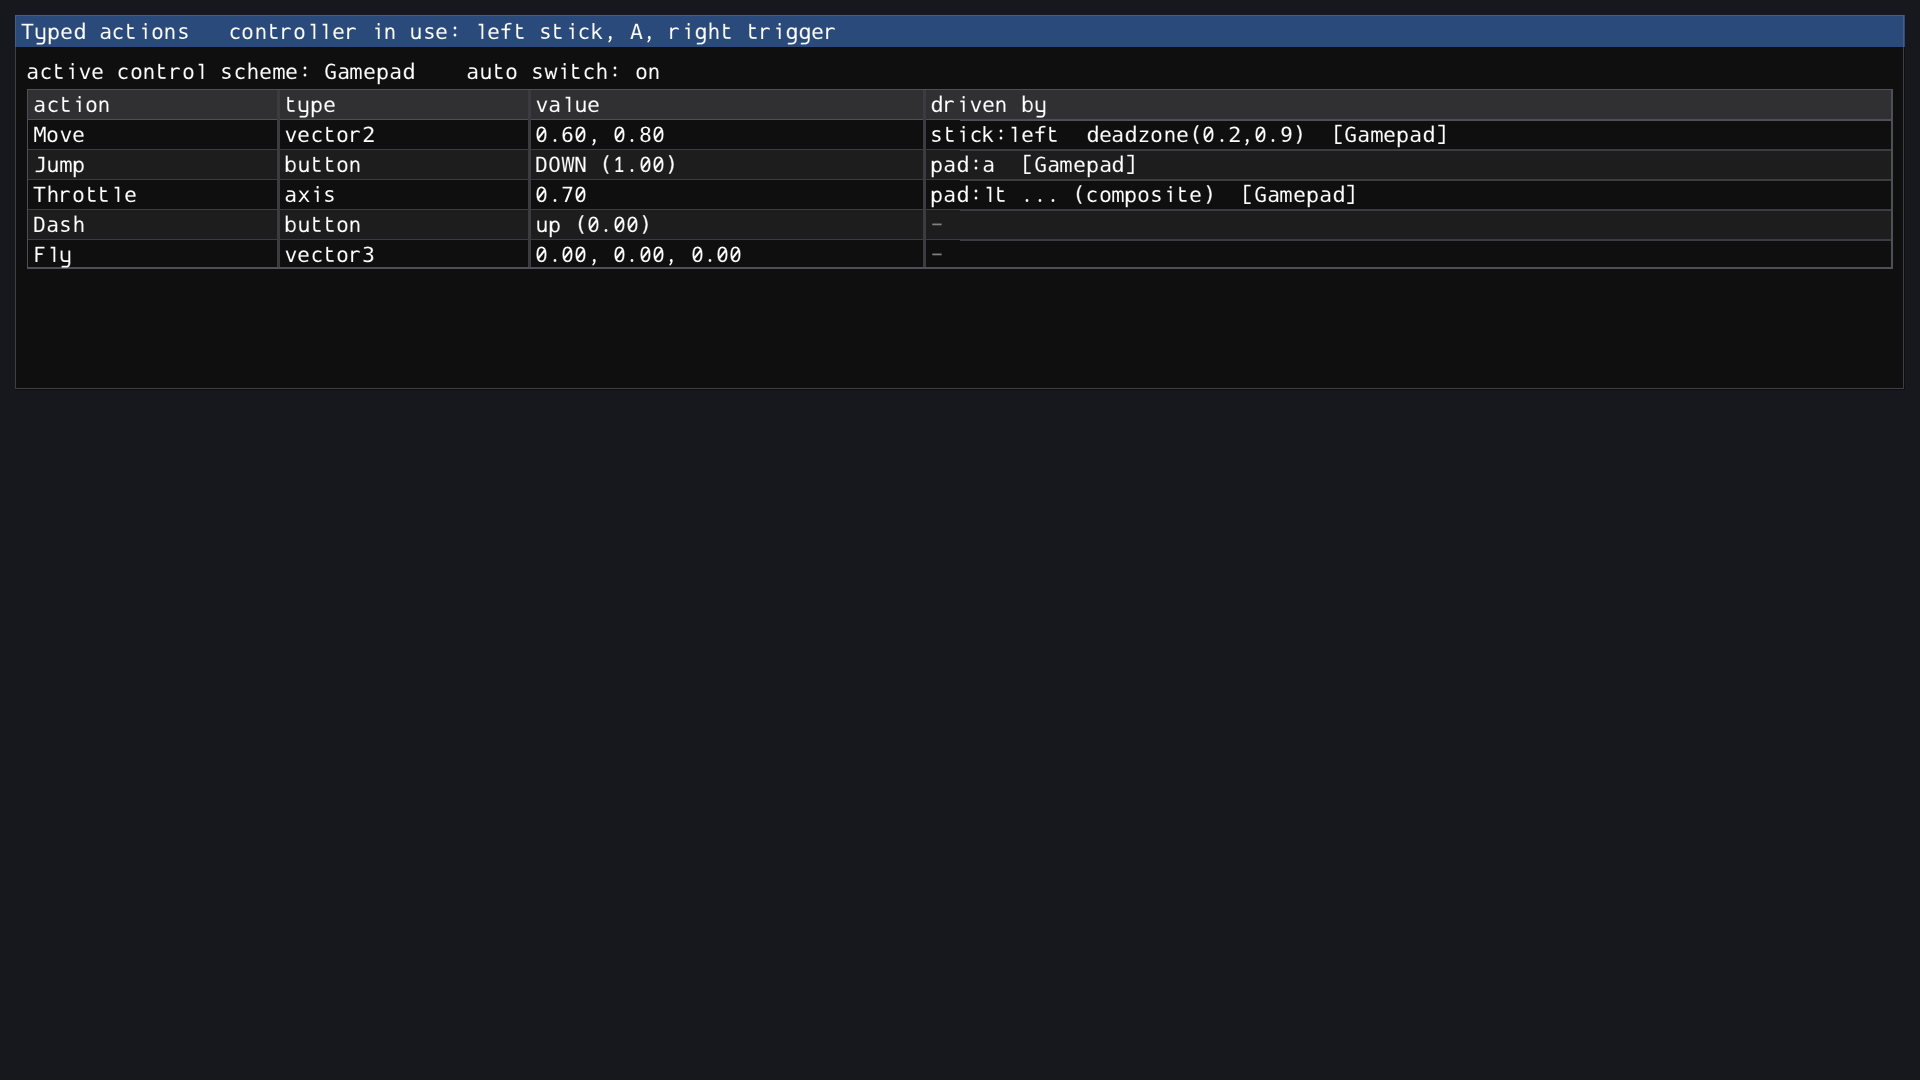 Typed actions   controller in use: left stick, A, right trigger
active control scheme: Gamepad    auto switch: on
action type value driven by
Move vector2 0.60, 0.80 stick:left  deadzone(0.2,0.9)  [Gamepad]
Jump button DOWN (1.00) pad:a  [Gamepad]
Throttle axis 0.70 pad:lt ... (composite)  [Gamepad]
Dash button up (0.00) –
Fly vector3 0.00, 0.00, 0.00 –